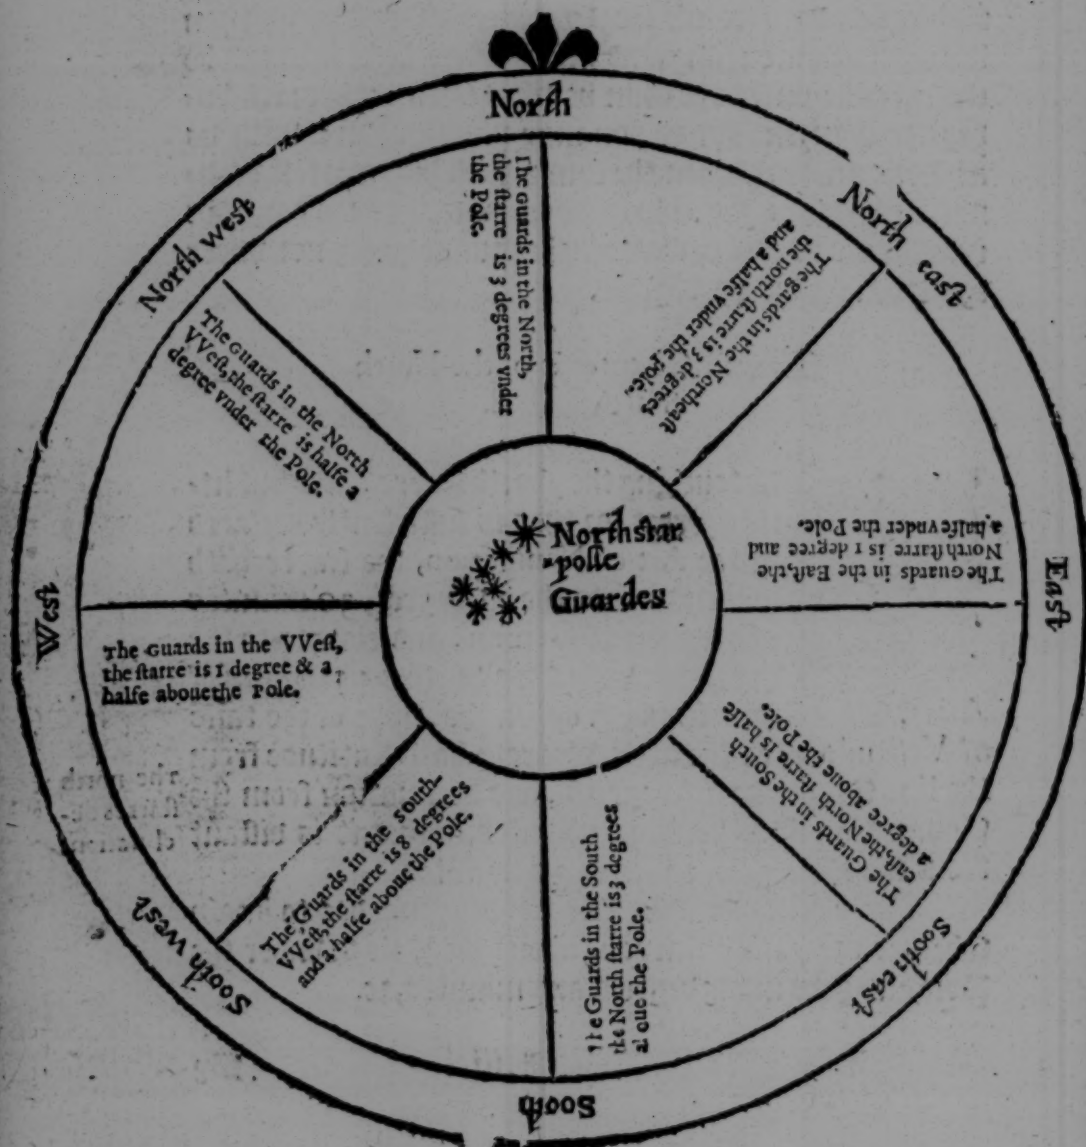 North
The Guards in the North,
the starre is 3 degrees vnder
the Pole.
North east
The gards in the Northeast
the north starre is 3 degrees
and a halfe vnder the pole.
East
The Guards in the East, the
North starre is 1 degree and
a halfe vnder the Pole.
Sooth east
The Guards in the South
east, the North starre is halfe
a degree aboue the Pole.
Sooth
The Guards in the South
the North starre is 3 degrees
aboue the Pole.
Sooth West
The Guards in the south-
VVest, the starre is 8 degrees
and a halfe aboue the Pole.
West
The Guards in the VVest,
the starre is 1 degree & a
halfe aboue the Pole.
North west
The Guards in the North
VVest, the starre is halfe a
degree vnder the Pole.
North star
-polle
Guardes